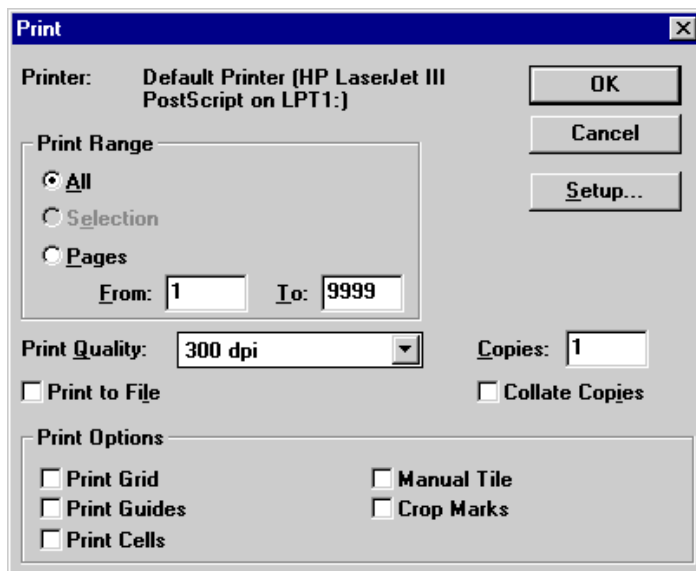 Print
Printer: Default Printer (HP LaserJet III
PostScript on LPT1:)
OK
Cancel
Setup...
Print Range
All
Selection
Pages
From: 1 To: 9999
Print Quality: 300 dpi
Copies: 1
Print to File
Collate Copies
Print Options
Print Grid
Manual Tile
Print Guides
Crop Marks
Print Cells